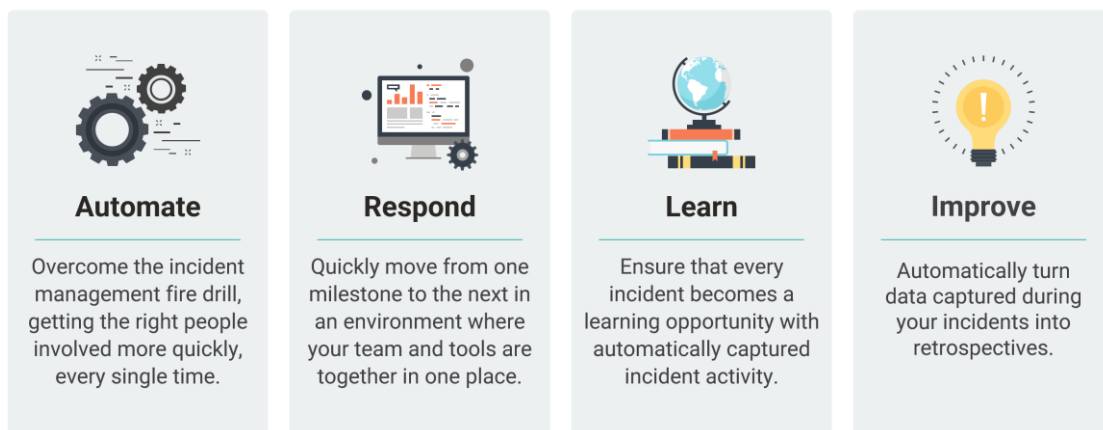 Automate
Overcome the incident
management fire drill,
getting the right people
involved more quickly,
every single time.
Respond
Quickly move from one
milestone to the next in
an environment where
your team and tools are
together in one place.
Learn
Ensure that every
incident becomes a
learning opportunity with
automatically captured
incident activity.
Improve
Automatically turn
data captured during
your incidents into
retrospectives.